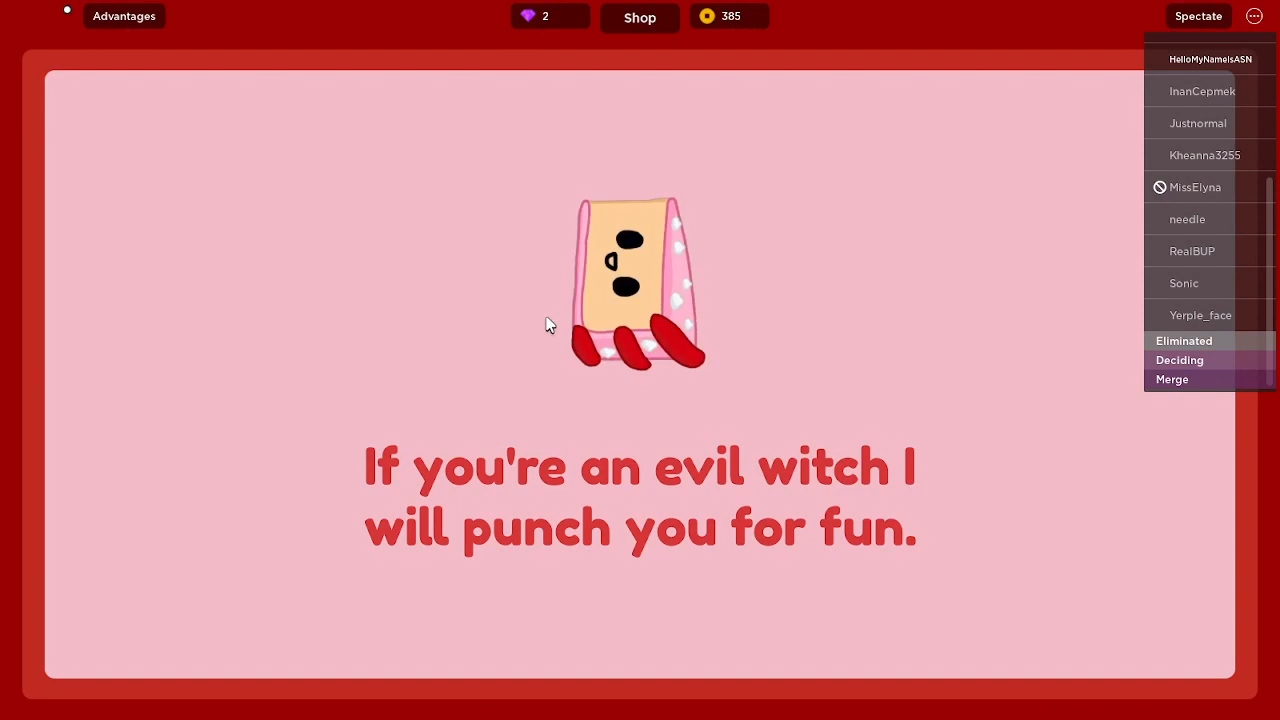 Advantages
2
Shop
385
Spectate
HelloMyNameIsASN
InanCepmek
Justnormal
Kheanna3255
MissElyna
needle
RealBUP
Sonic
Yerple_face
Eliminated
Deciding
Merge
If you're an evil witch I
will punch you for fun.